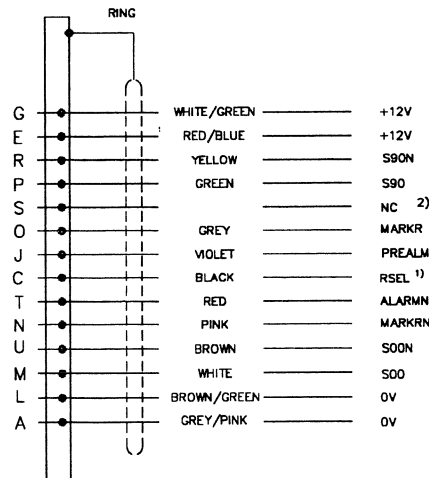 RING
G WHITE/GREEN +12V
E RED/BLUE +12V
R YELLOW S90N
P GREEN S90
S NC 2)
O GREY MARKR
J VIOLET PREALM
C BLACK RSEL 1)
T RED ALARMN
N PINK MARKRN
U BROWN S00N
M WHITE S00
L BROWN/GREEN 0V
A GREY/PINK 0V